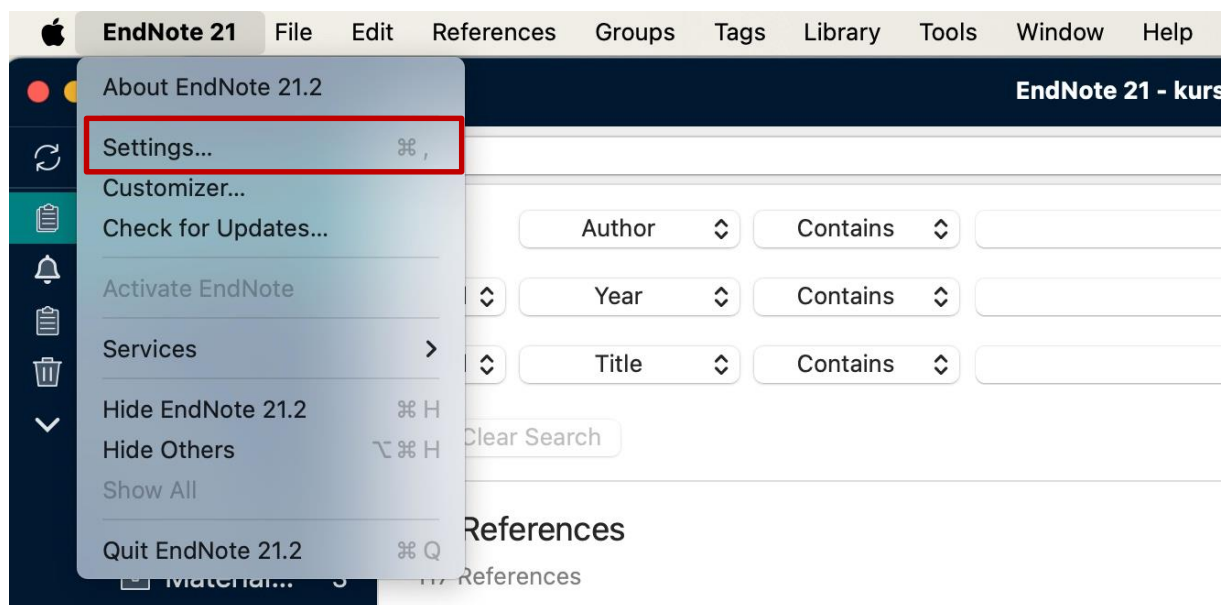 EndNote 21 File Edit References Groups Tags Library Tools Window Help
EndNote 21 - kurs
About EndNote 21.2
Settings... ⌘ ,
Customizer...
Check for Updates...
Activate EndNote
Services
Hide EndNote 21.2 ⌘ H
Hide Others ⌥ ⌘ H
Show All
Quit EndNote 21.2 ⌘ Q
Author Contains
Year Contains
Title Contains
Clear Search
References
References